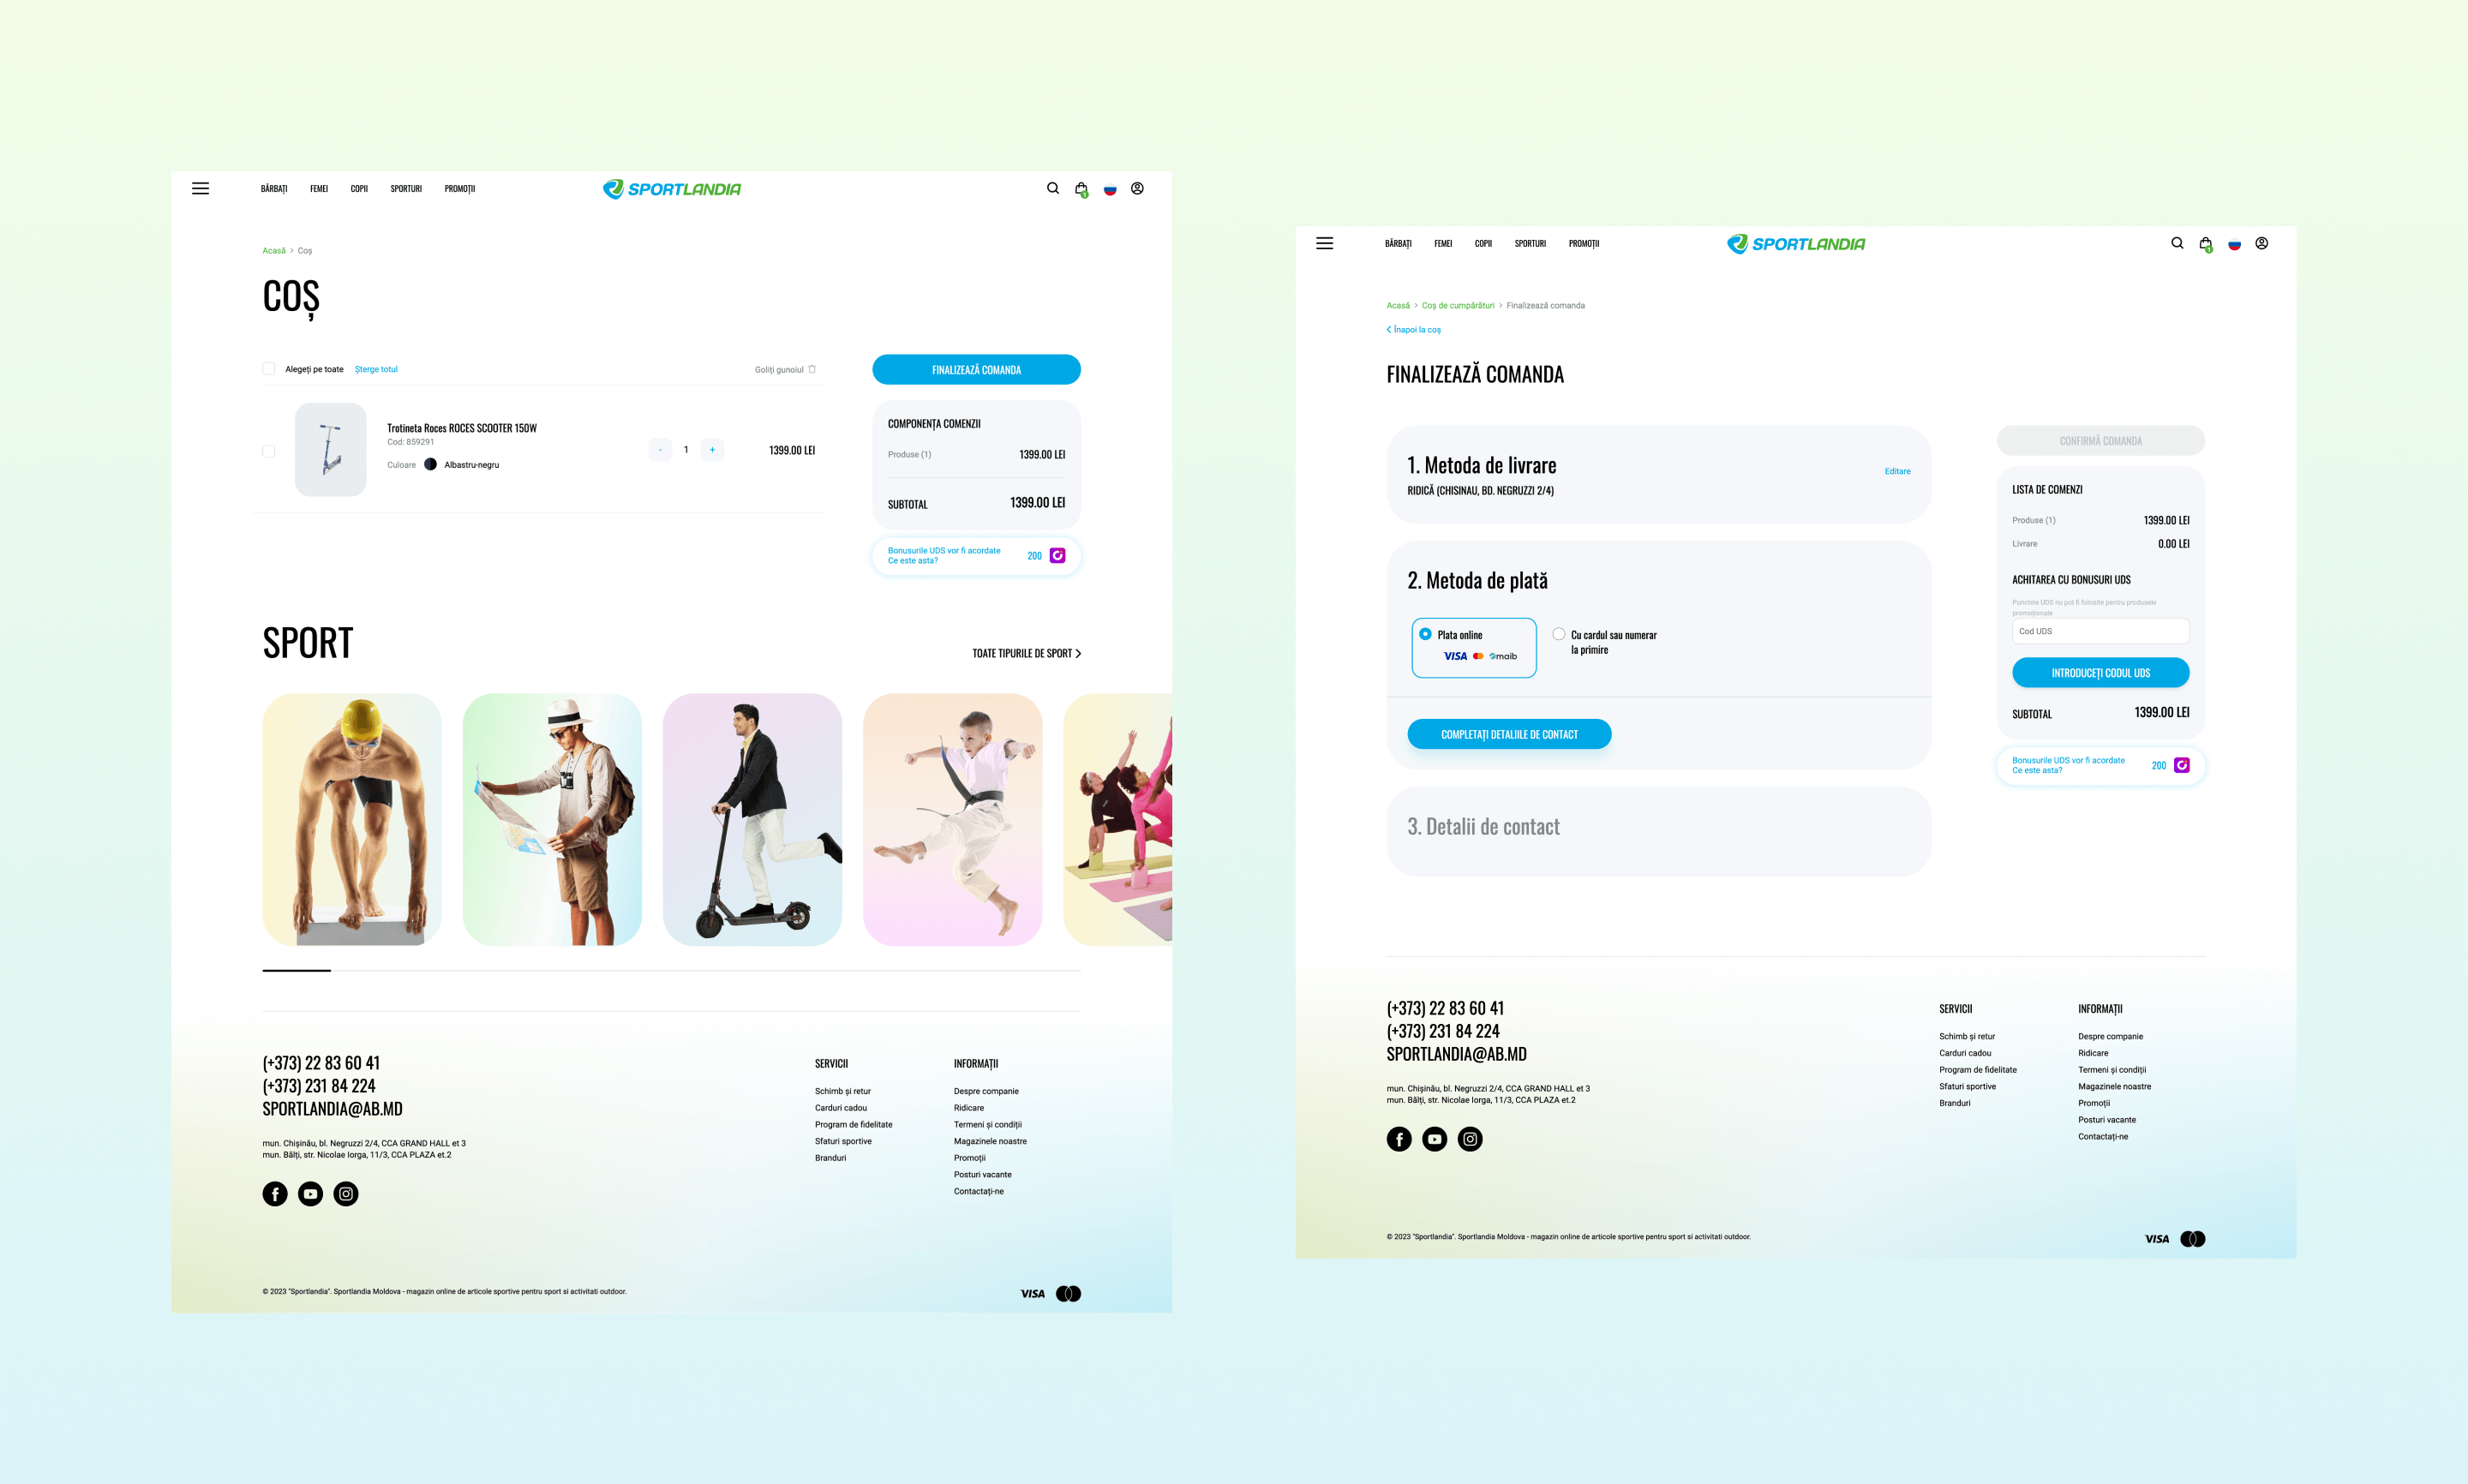 BĂRBAȚI FEMEI COPII SPORTURI PROMOȚII
SPORTLANDIA
1
Acasă > Coș
COȘ
Alegeți pe toate Șterge totul
Goliți gunoiul
Trotineta Roces ROCES SCOOTER 150W
Cod: 859291
Culoare Albastru-negru
- 1 +
1399.00 LEI
FINALIZEAZĂ COMANDA
COMPONENȚA COMENZII
Produse (1) 1399.00 LEI
SUBTOTAL 1399.00 LEI
Bonusurile UDS vor fi acordate
Ce este asta?
200
SPORT
TOATE TIPURILE DE SPORT >
(+373) 22 83 60 41
(+373) 231 84 224
SPORTLANDIA@AB.MD
mun. Chișinău, bl. Negruzzi 2/4, CCA GRAND HALL et 3
mun. Bălți, str. Nicolae Iorga, 11/3, CCA PLAZA et.2
SERVICII
Schimb și retur
Carduri cadou
Program de fidelitate
Sfaturi sportive
Branduri
INFORMAȚII
Despre companie
Ridicare
Termeni și condiții
Magazinele noastre
Promoții
Posturi vacante
Contactați-ne
© 2023 "Sportlandia". Sportlandia Moldova - magazin online de articole sportive pentru sport si activitati outdoor.
VISA
BĂRBAȚI FEMEI COPII SPORTURI PROMOȚII
SPORTLANDIA
1
Acasă > Coș de cumpărături > Finalizează comanda
< Înapoi la coș
FINALIZEAZĂ COMANDA
1. Metoda de livrare
RIDICĂ (CHISINAU, BD. NEGRUZZI 2/4)
Editare
2. Metoda de plată
Plata online
VISA maib
Cu cardul sau numerar
la primire
COMPLETAȚI DETALIILE DE CONTACT
3. Detalii de contact
CONFIRMĂ COMANDA
LISTA DE COMENZI
Produse (1) 1399.00 LEI
Livrare 0.00 LEI
ACHITAREA CU BONUSURI UDS
Punctele UDS nu pot fi folosite pentru produsele
promoționale
Cod UDS
INTRODUCEȚI CODUL UDS
SUBTOTAL 1399.00 LEI
Bonusurile UDS vor fi acordate
Ce este asta?
200
(+373) 22 83 60 41
(+373) 231 84 224
SPORTLANDIA@AB.MD
mun. Chișinău, bl. Negruzzi 2/4, CCA GRAND HALL et 3
mun. Bălți, str. Nicolae Iorga, 11/3, CCA PLAZA et.2
SERVICII
Schimb și retur
Carduri cadou
Program de fidelitate
Sfaturi sportive
Branduri
INFORMAȚII
Despre companie
Ridicare
Termeni și condiții
Magazinele noastre
Promoții
Posturi vacante
Contactați-ne
© 2023 "Sportlandia". Sportlandia Moldova - magazin online de articole sportive pentru sport si activitati outdoor.
VISA